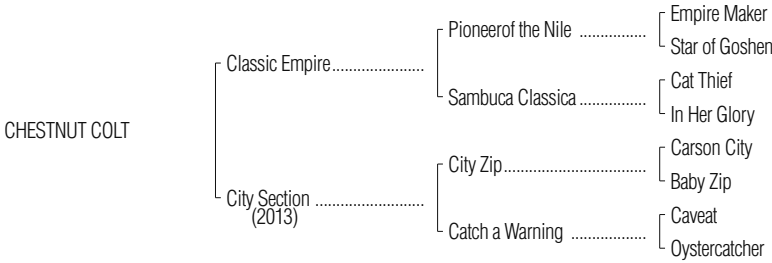 Empire Maker
Pioneerof the Nile ................
Star of Goshen
Classic Empire......................
Cat Thief
Sambuca Classica ................
In Her Glory
CHESTNUT COLT
Carson City
City Zip..................................
Baby Zip
City Section ..........................
(2013)
Caveat
Catch a Warning ..................
Oystercatcher